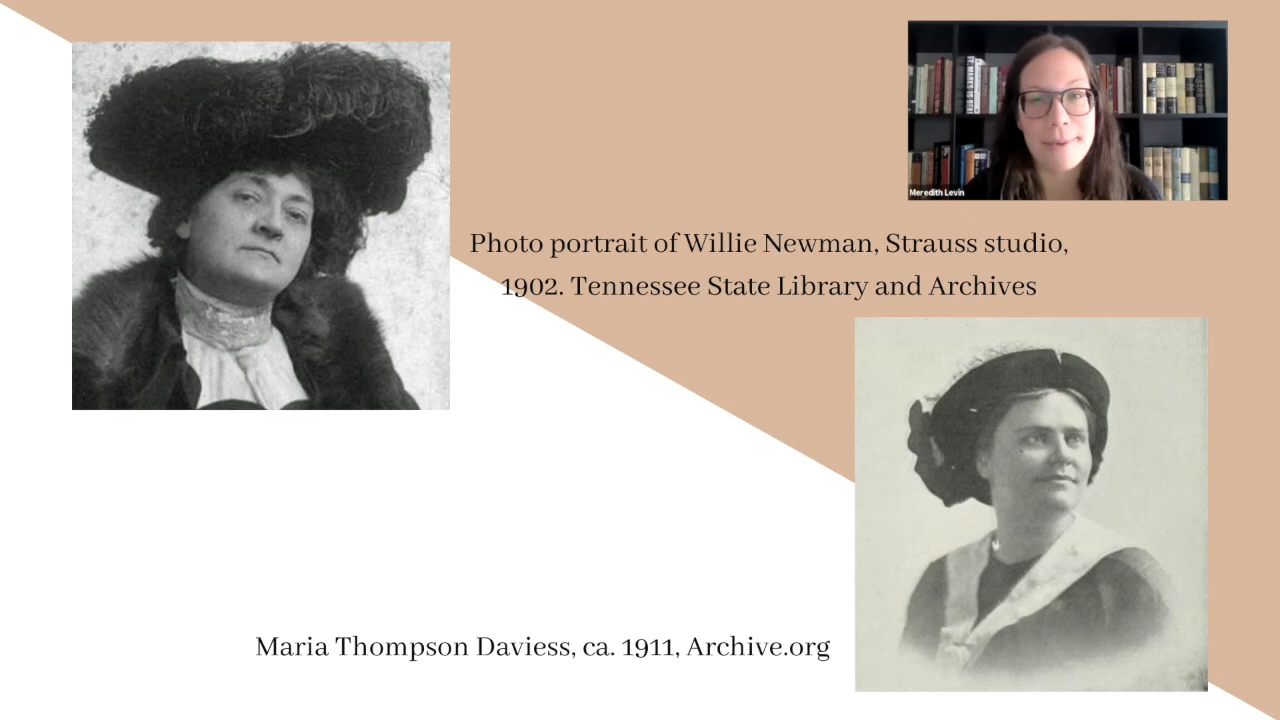 Meredith Levin
Photo portrait of Willie Newman, Strauss studio,
1902. Tennessee State Library and Archives
Maria Thompson Daviess, ca. 1911, Archive.org